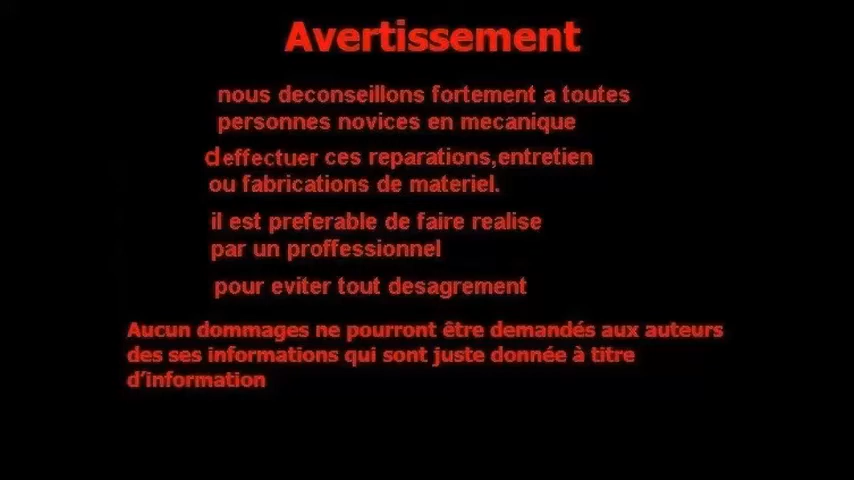 Avertissement
nous deconseillons fortement a toutes
personnes novices en mecanique
deffectuer ces reparations,entretien
ou fabrications de materiel.
il est preferable de faire realise
par un proffessionnel
pour eviter tout desagrement
Aucun dommages ne pourront être demandés aux auteurs
des ses informations qui sont juste donnée à titre
d'information